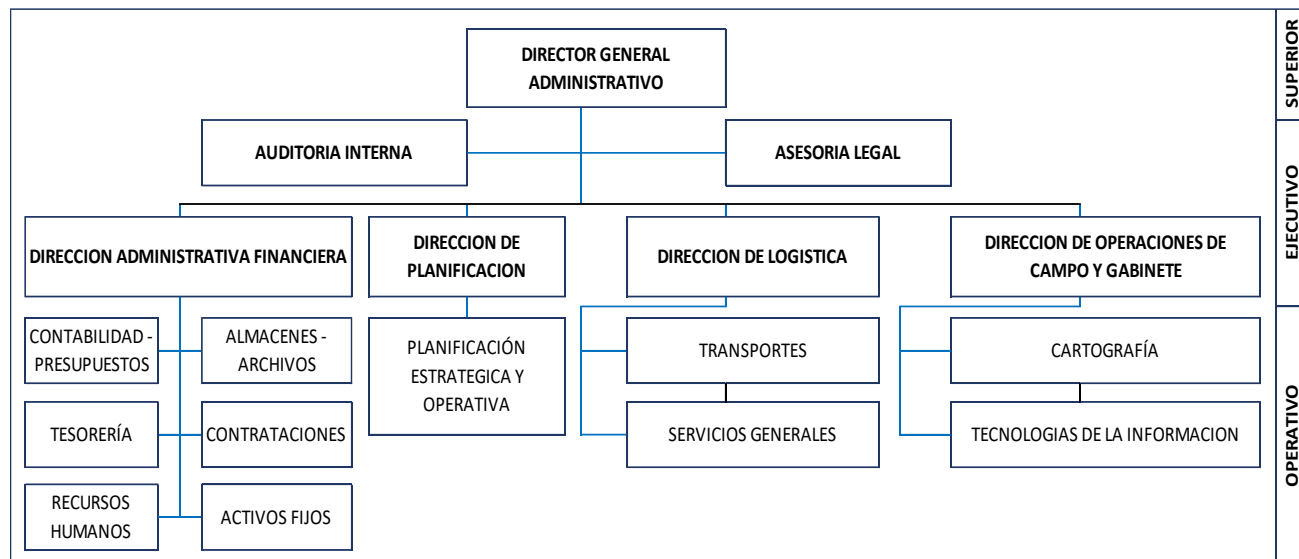 DIRECTOR GENERAL
ADMINISTRATIVO
SUPERIOR
AUDITORIA INTERNA
ASESORIA LEGAL
EJECUTIVO
DIRECCION ADMINISTRATIVA FINANCIERA
DIRECCION DE
PLANIFICACION
DIRECCION DE LOGISTICA
DIRECCION DE OPERACIONES DE
CAMPO Y GABINETE
CONTABILIDAD -
PRESUPUESTOS
ALMACENES -
ARCHIVOS
PLANIFICACIÓN
ESTRATEGICA Y
OPERATIVA
TRANSPORTES
CARTOGRAFÍA
OPERATIVO
TESORERÍA
CONTRATACIONES
SERVICIOS GENERALES
TECNOLOGIAS DE LA INFORMACION
RECURSOS
HUMANOS
ACTIVOS FIJOS